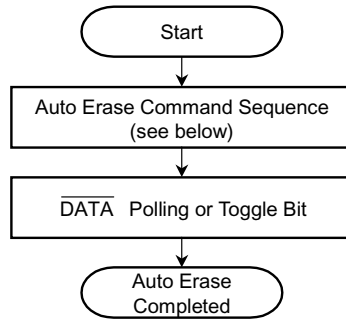 Start
Auto Erase Command Sequence
(see below)
DATA Polling or Toggle Bit
Auto Erase
Completed